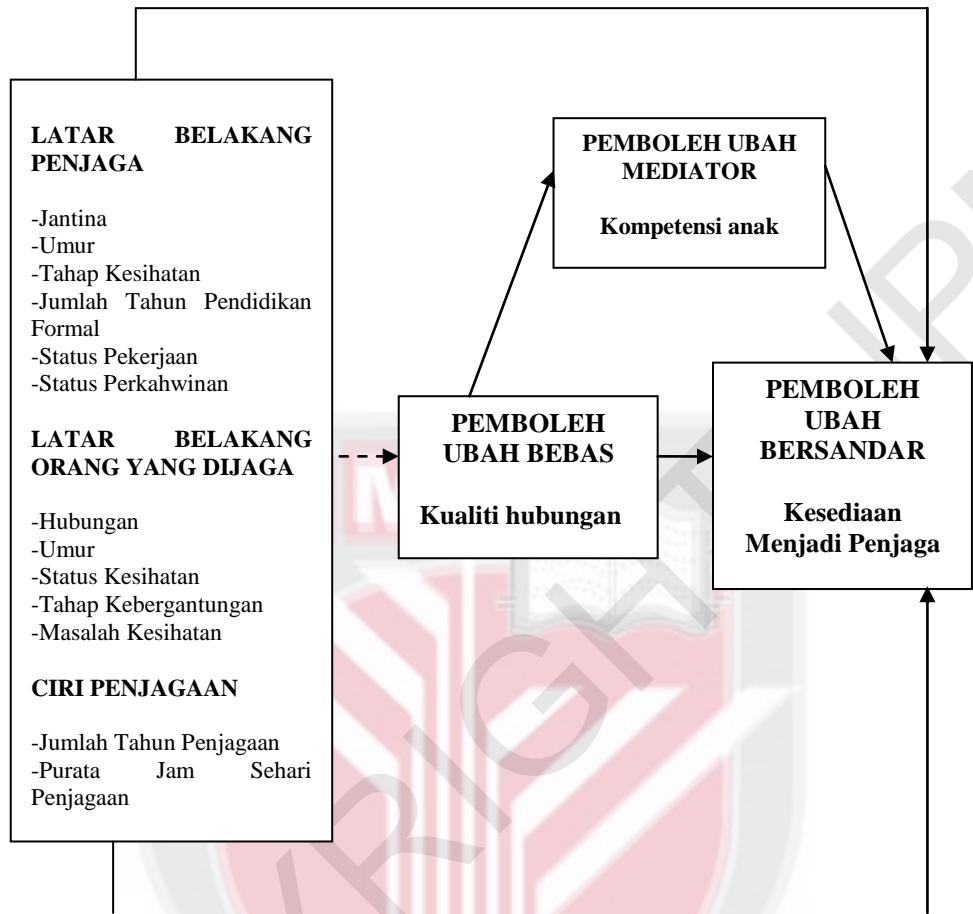 LATAR BELAKANG
PENJAGA
-Jantina
-Umur
-Tahap Kesihatan
-Jumlah Tahun Pendidikan
Formal
-Status Pekerjaan
-Status Perkahwinan
LATAR BELAKANG
ORANG YANG DIJAGA
-Hubungan
-Umur
-Status Kesihatan
-Tahap Kebergantungan
-Masalah Kesihatan
CIRI PENJAGAAN
-Jumlah Tahun Penjagaan
-Purata Jam Sehari
Penjagaan
PEMBOLEH UBAH
MEDIATOR
Kompetensi anak
PEMBOLEH
UBAH BEBAS
Kualiti hubungan
PEMBOLEH
UBAH
BERSANDAR
Kesediaan
Menjadi Penjaga